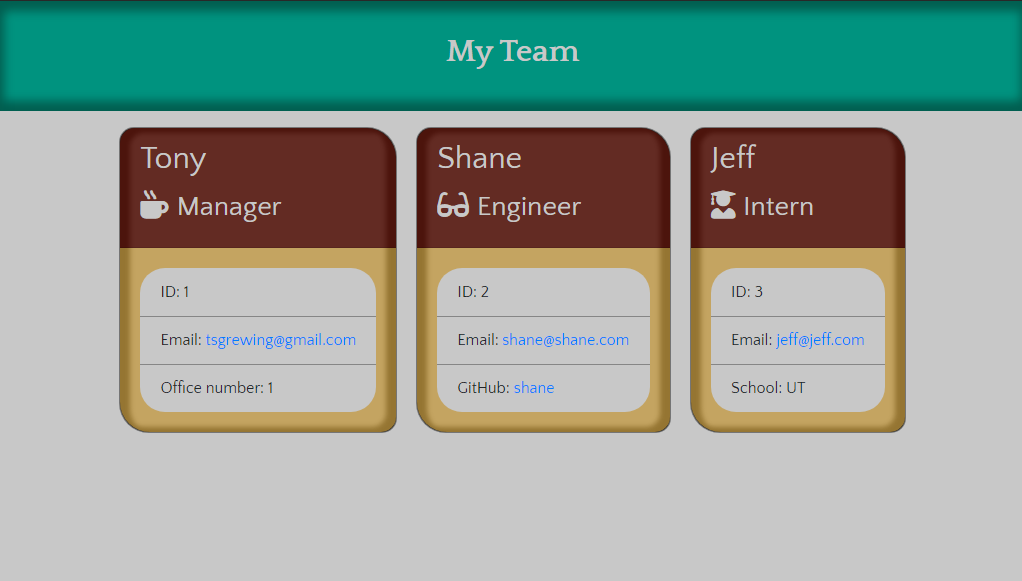 My Team
Tony
Manager
ID: 1
Email: tsgrewing@gmail.com
Office number: 1
Shane
Engineer
ID: 2
Email: shane@shane.com
GitHub: shane
Jeff
Intern
ID: 3
Email: jeff@jeff.com
School: UT